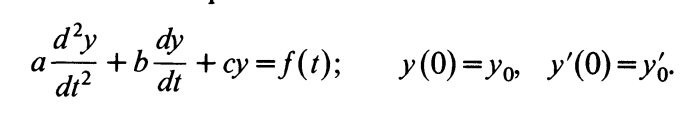 a d²y/dt² + b dy/dt + cy = f(t); y(0) = y₀, y′(0) = y′₀.